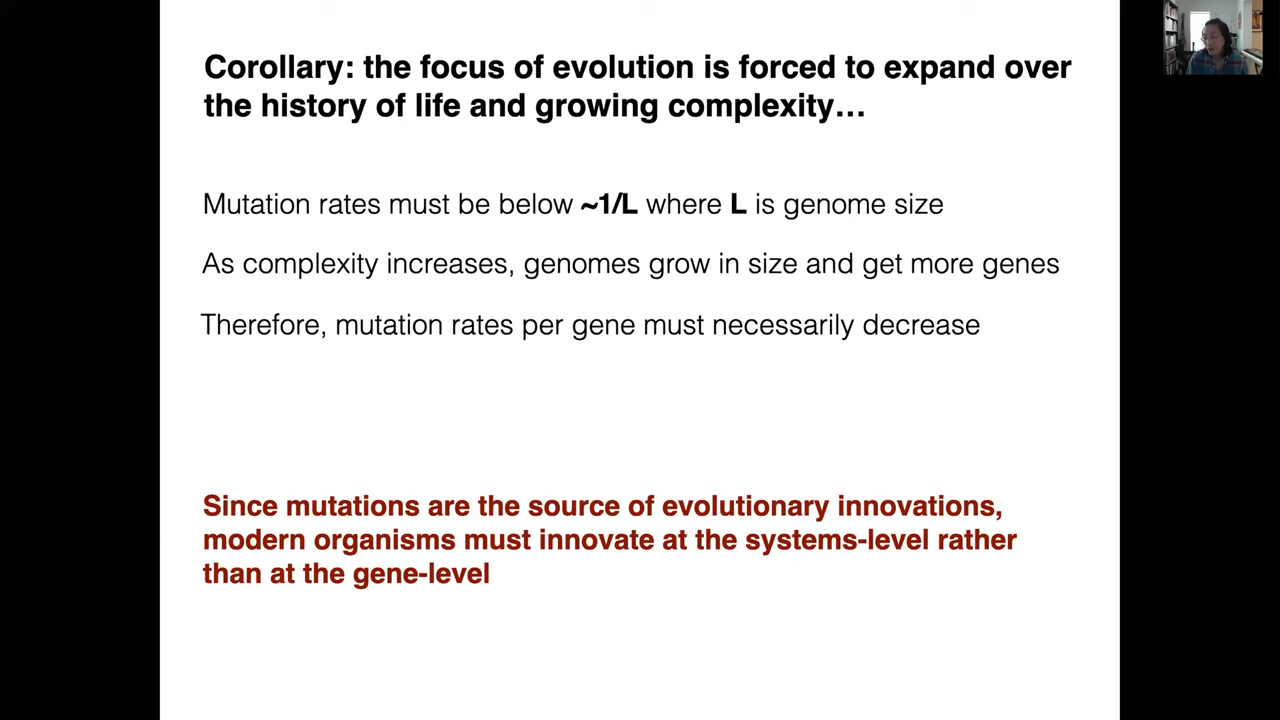 Corollary: the focus of evolution is forced to expand over
the history of life and growing complexity…
Mutation rates must be below ~1/L where L is genome size
As complexity increases, genomes grow in size and get more genes
Therefore, mutation rates per gene must necessarily decrease
Since mutations are the source of evolutionary innovations,
modern organisms must innovate at the systems-level rather
than at the gene-level